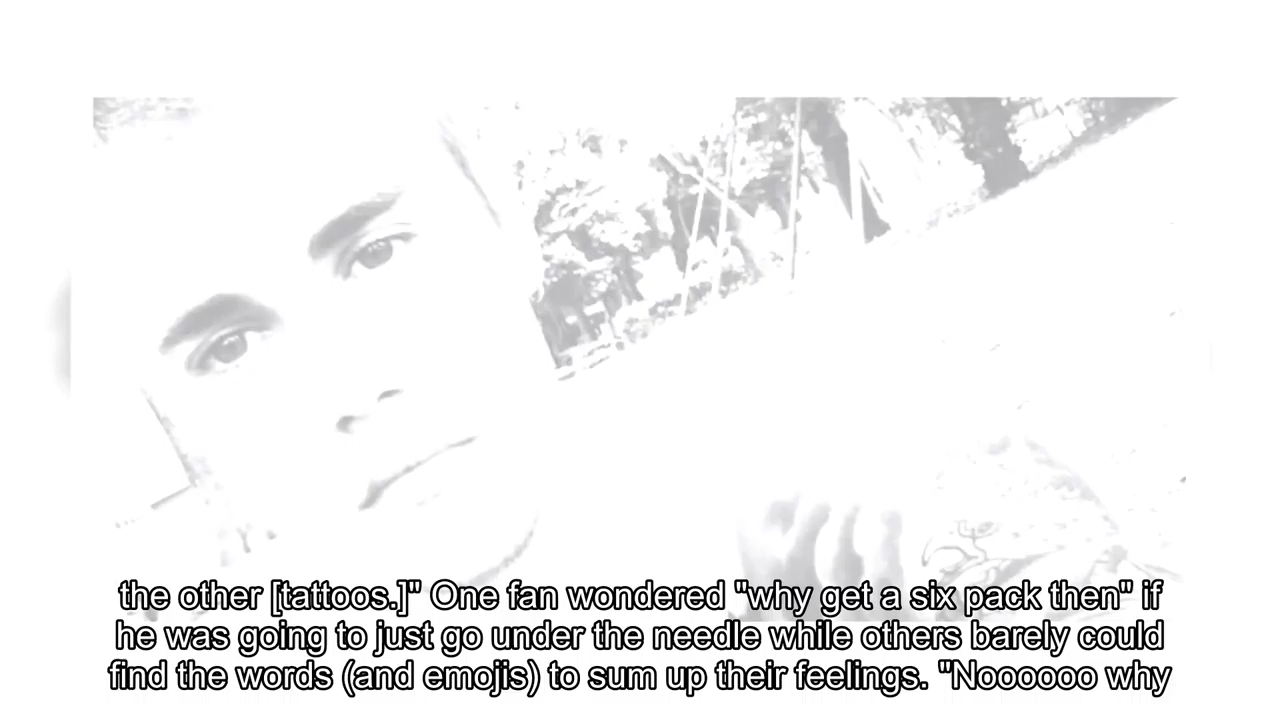 the other [tattoos.]" One fan wondered "why get a six pack then" if
he was going to just go under the needle while others barely could
find the words (and emojis) to sum up their feelings. "Noooooo why